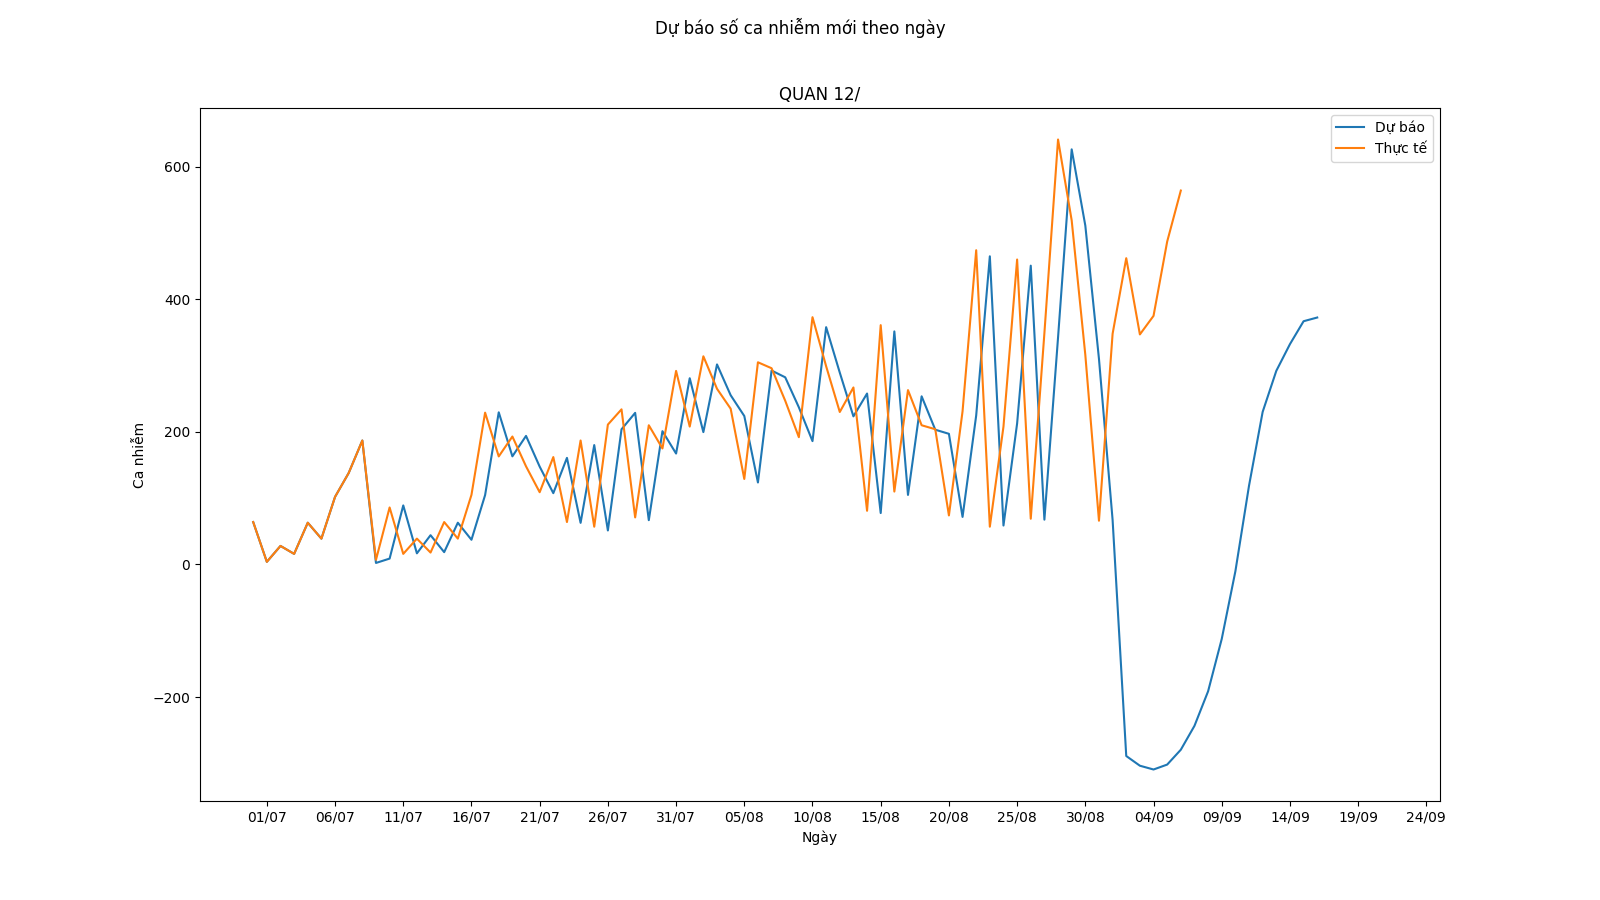 Dự báo số ca nhiễm mới theo ngày
QUAN 12/
Dự báo
Thực tế
Ca nhiễm
600
400
200
0
−200
01/07 06/07 11/07 16/07 21/07 26/07 31/07 05/08 10/08 15/08 20/08 25/08 30/08 04/09 09/09 14/09 19/09 24/09
Ngày